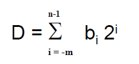 n-1
D = Σ bᵢ 2ⁱ
i = -m